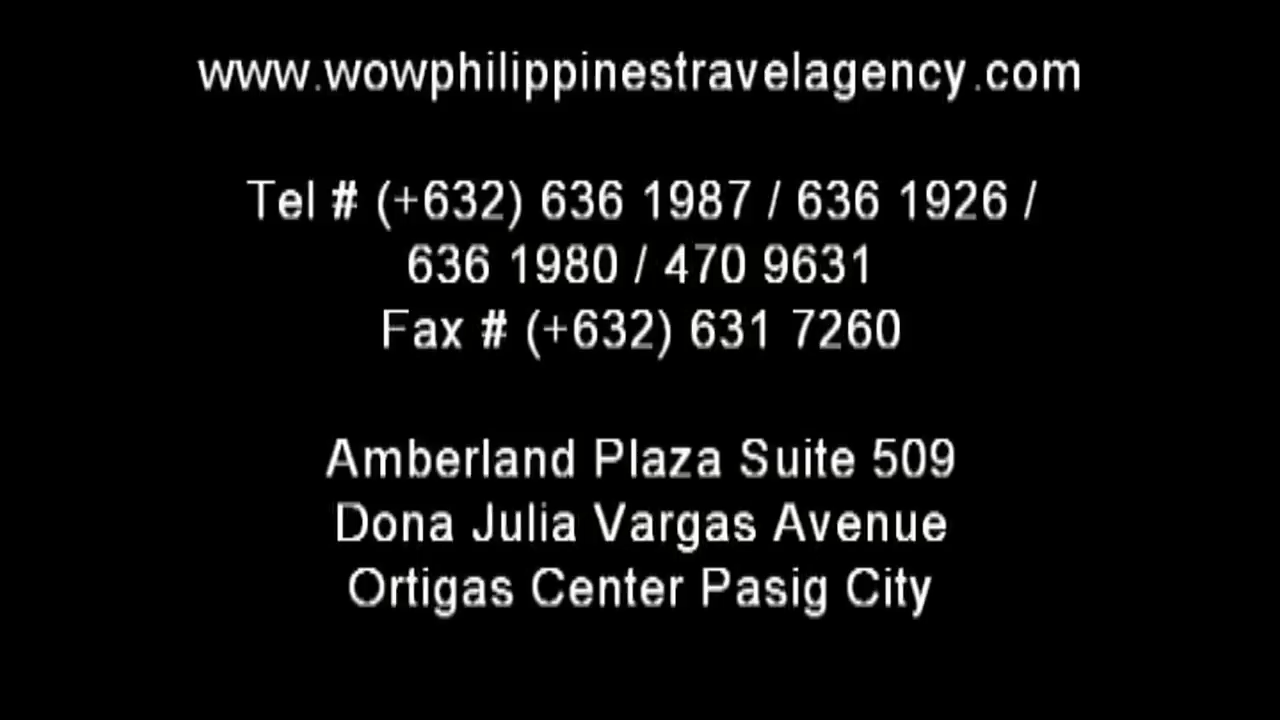 www.wowphilippinestravelagency.com
Tel # (+632) 636 1987 / 636 1926 /
636 1980 / 470 9631
Fax # (+632) 631 7260
Amberland Plaza Suite 509
Dona Julia Vargas Avenue
Ortigas Center Pasig City